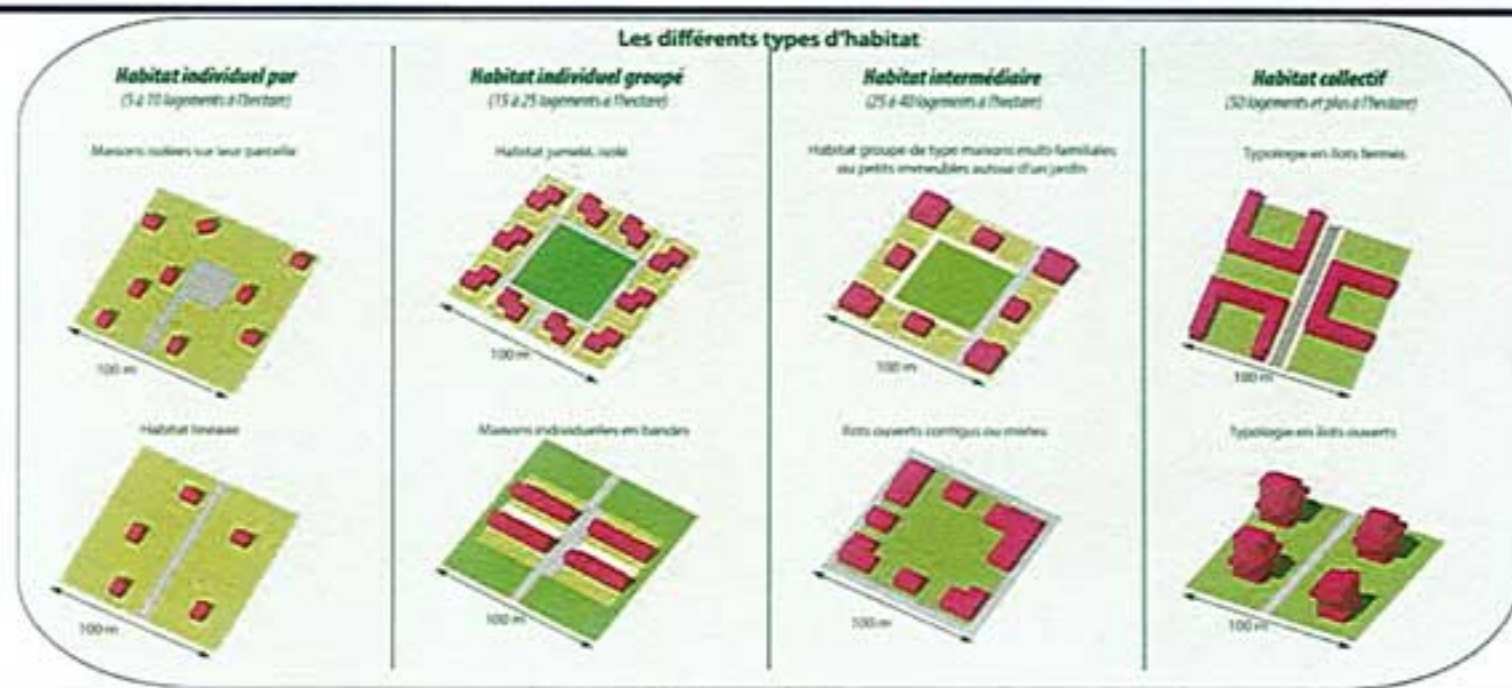 Les différents types d'habitat
Habitat individuel pur
(5 à 10 logements à l'hectare)
Maisons isolées sur leur parcelle
100 m
Habitat linéaire
100 m
Habitat individuel groupé
(15 à 25 logements à l'hectare)
Habitat jumelé, isolé
100 m
Maisons individuelles en bandes
100 m
Habitat intermédiaire
(25 à 40 logements à l'hectare)
Habitat groupé de type maisons multi-familiales
ou petits immeubles autour d'un jardin
100 m
Ilots ouverts contigus ou mixtes
100 m
Habitat collectif
(50 logements et plus à l'hectare)
Typologie en ilots fermés
100 m
Typologie en ilots ouverts
100 m